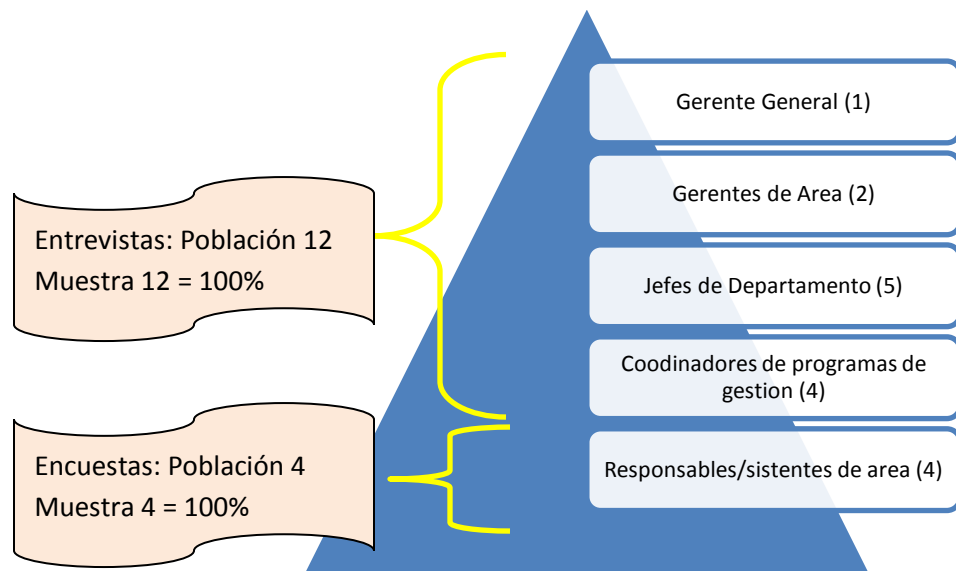 Gerente General (1)
Gerentes de Area (2)
Entrevistas: Población 12
Muestra 12 = 100%
Jefes de Departamento (5)
Coodinadores de programas de
gestion (4)
Encuestas: Población 4
Muestra 4 = 100%
Responsables/sistentes de area (4)